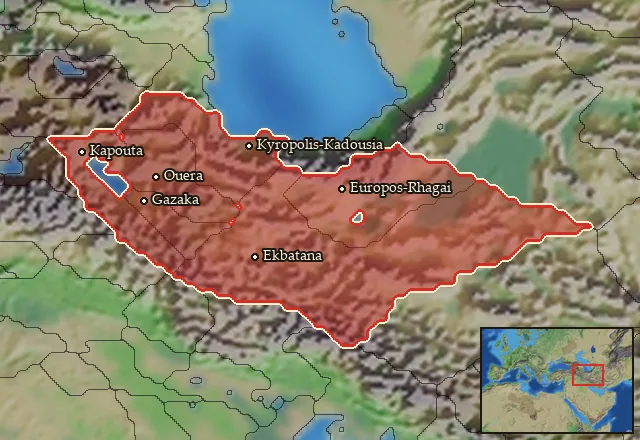 Kyropolis-Kadousia
Kapouta
Ouera
Europos-Rhagai
Gazaka
Ekbatana